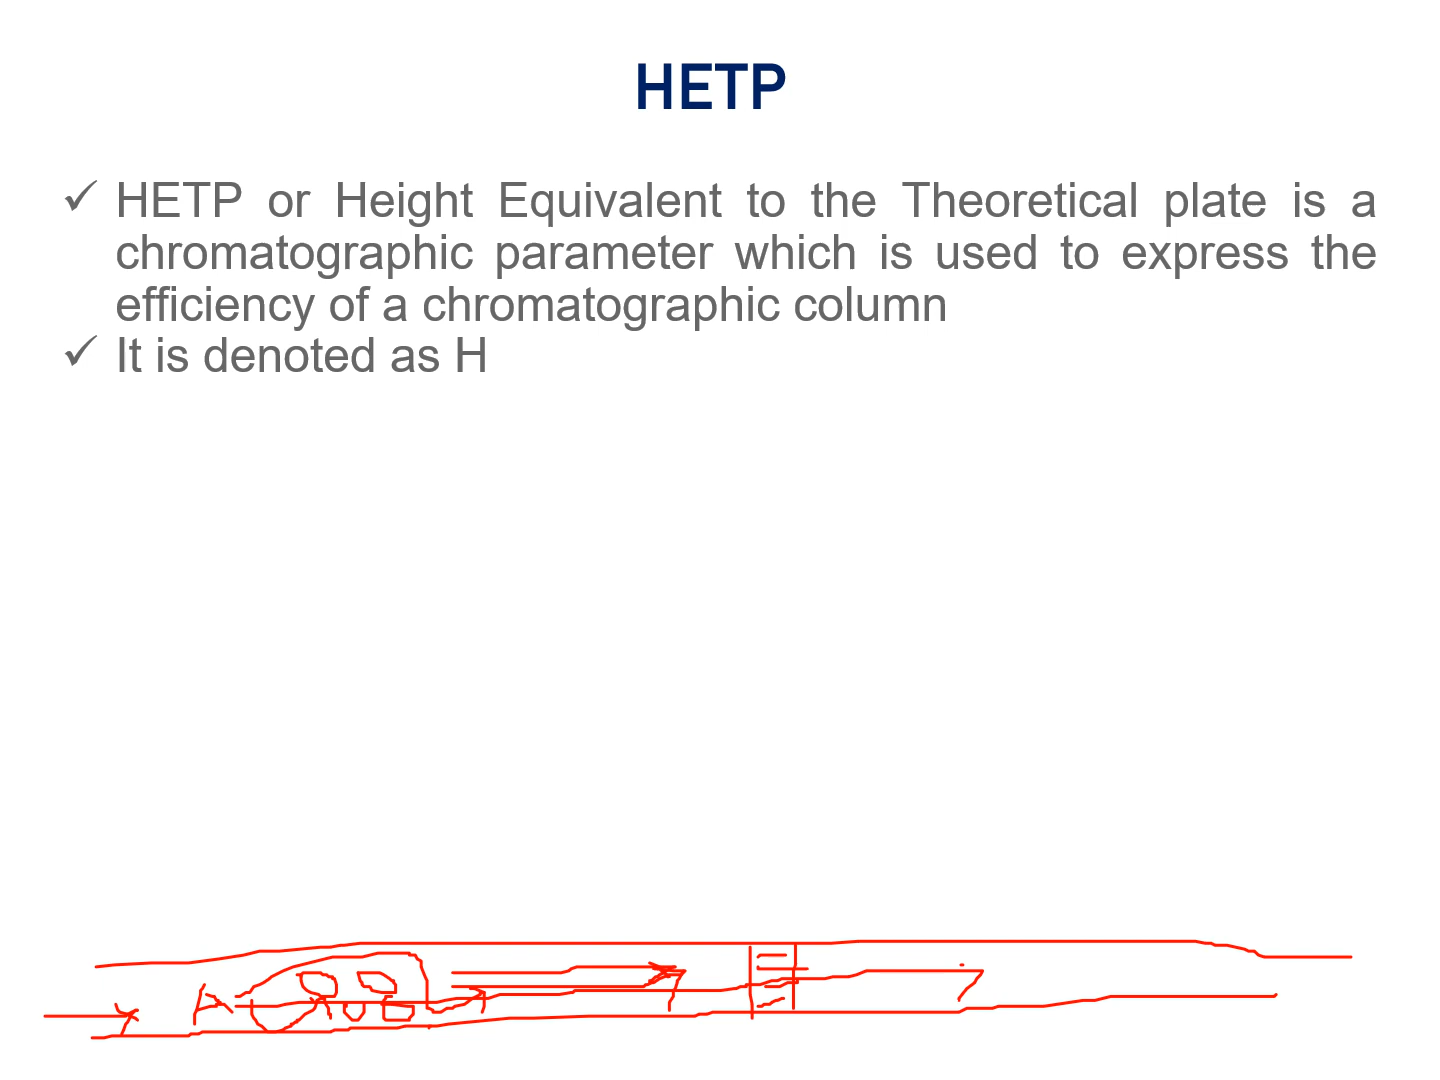 HETP
✓ HETP or Height Equivalent to the Theoretical plate is a
chromatographic parameter which is used to express the
efficiency of a chromatographic column
✓ It is denoted as H